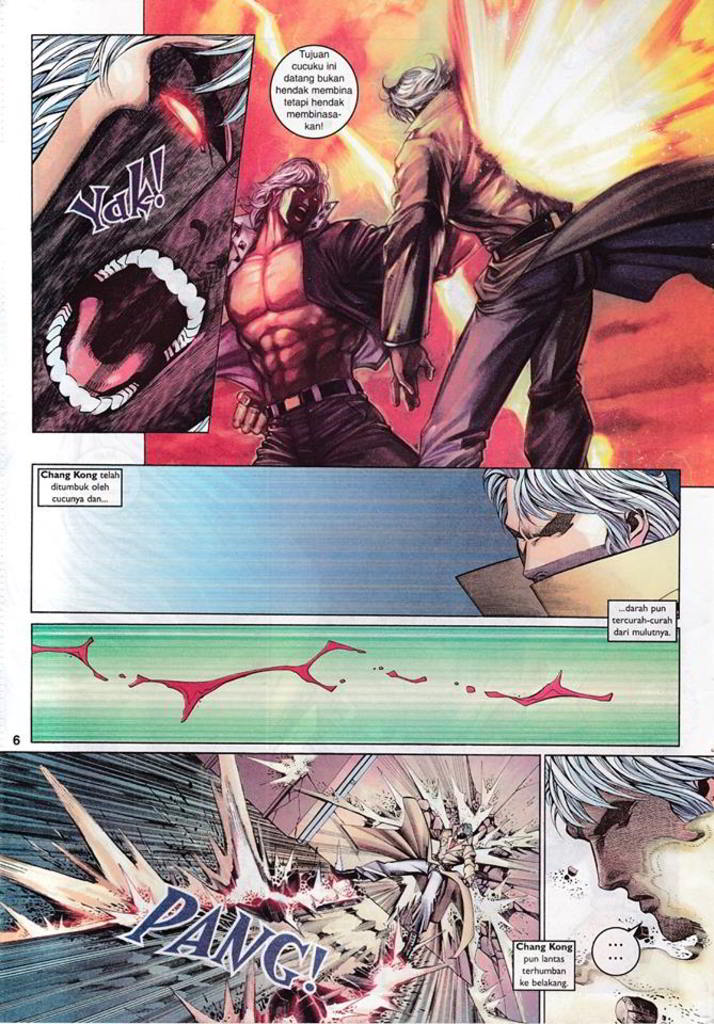 Tujuan
cucuku ini
datang bukan
hendak membina
tetapi hendak
membinasa-
kan!
Yak!
Chang Kong telah
ditumbuk oleh
cucunya dan...
...darah pun
tercurah-curah
dari mulutnya.
6
PANG!
Chang Kong
pun lantas
terhumban
ke belakang.
...
...